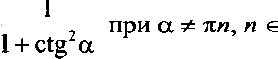 1
1 + ctg²α при α ≠ πn, n ∈